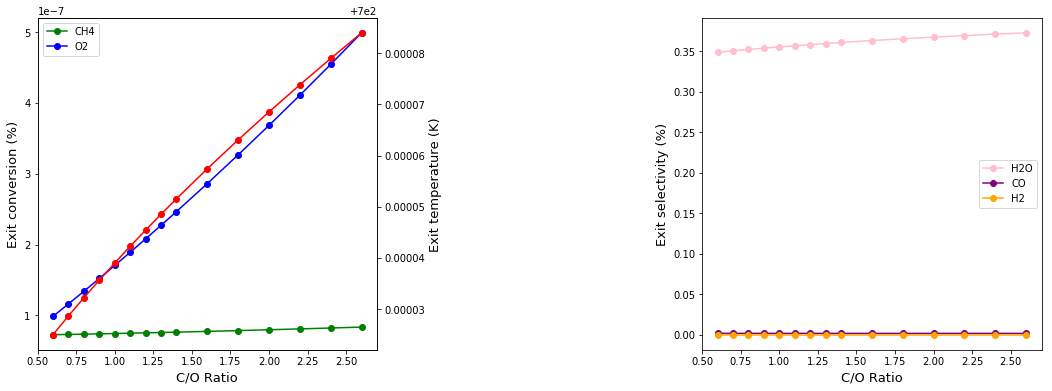 1e−7
+7e2
CH4
O2
5
4
3
2
1
0.00008
0.00007
0.00006
0.00005
0.00004
0.00003
Exit conversion (%)
Exit temperature (K)
0.50 0.75 1.00 1.25 1.50 1.75 2.00 2.25 2.50
C/O Ratio
0.35
0.30
0.25
0.20
0.15
0.10
0.05
0.00
Exit selectivity (%)
H2O
CO
H2
0.50 0.75 1.00 1.25 1.50 1.75 2.00 2.25 2.50
C/O Ratio